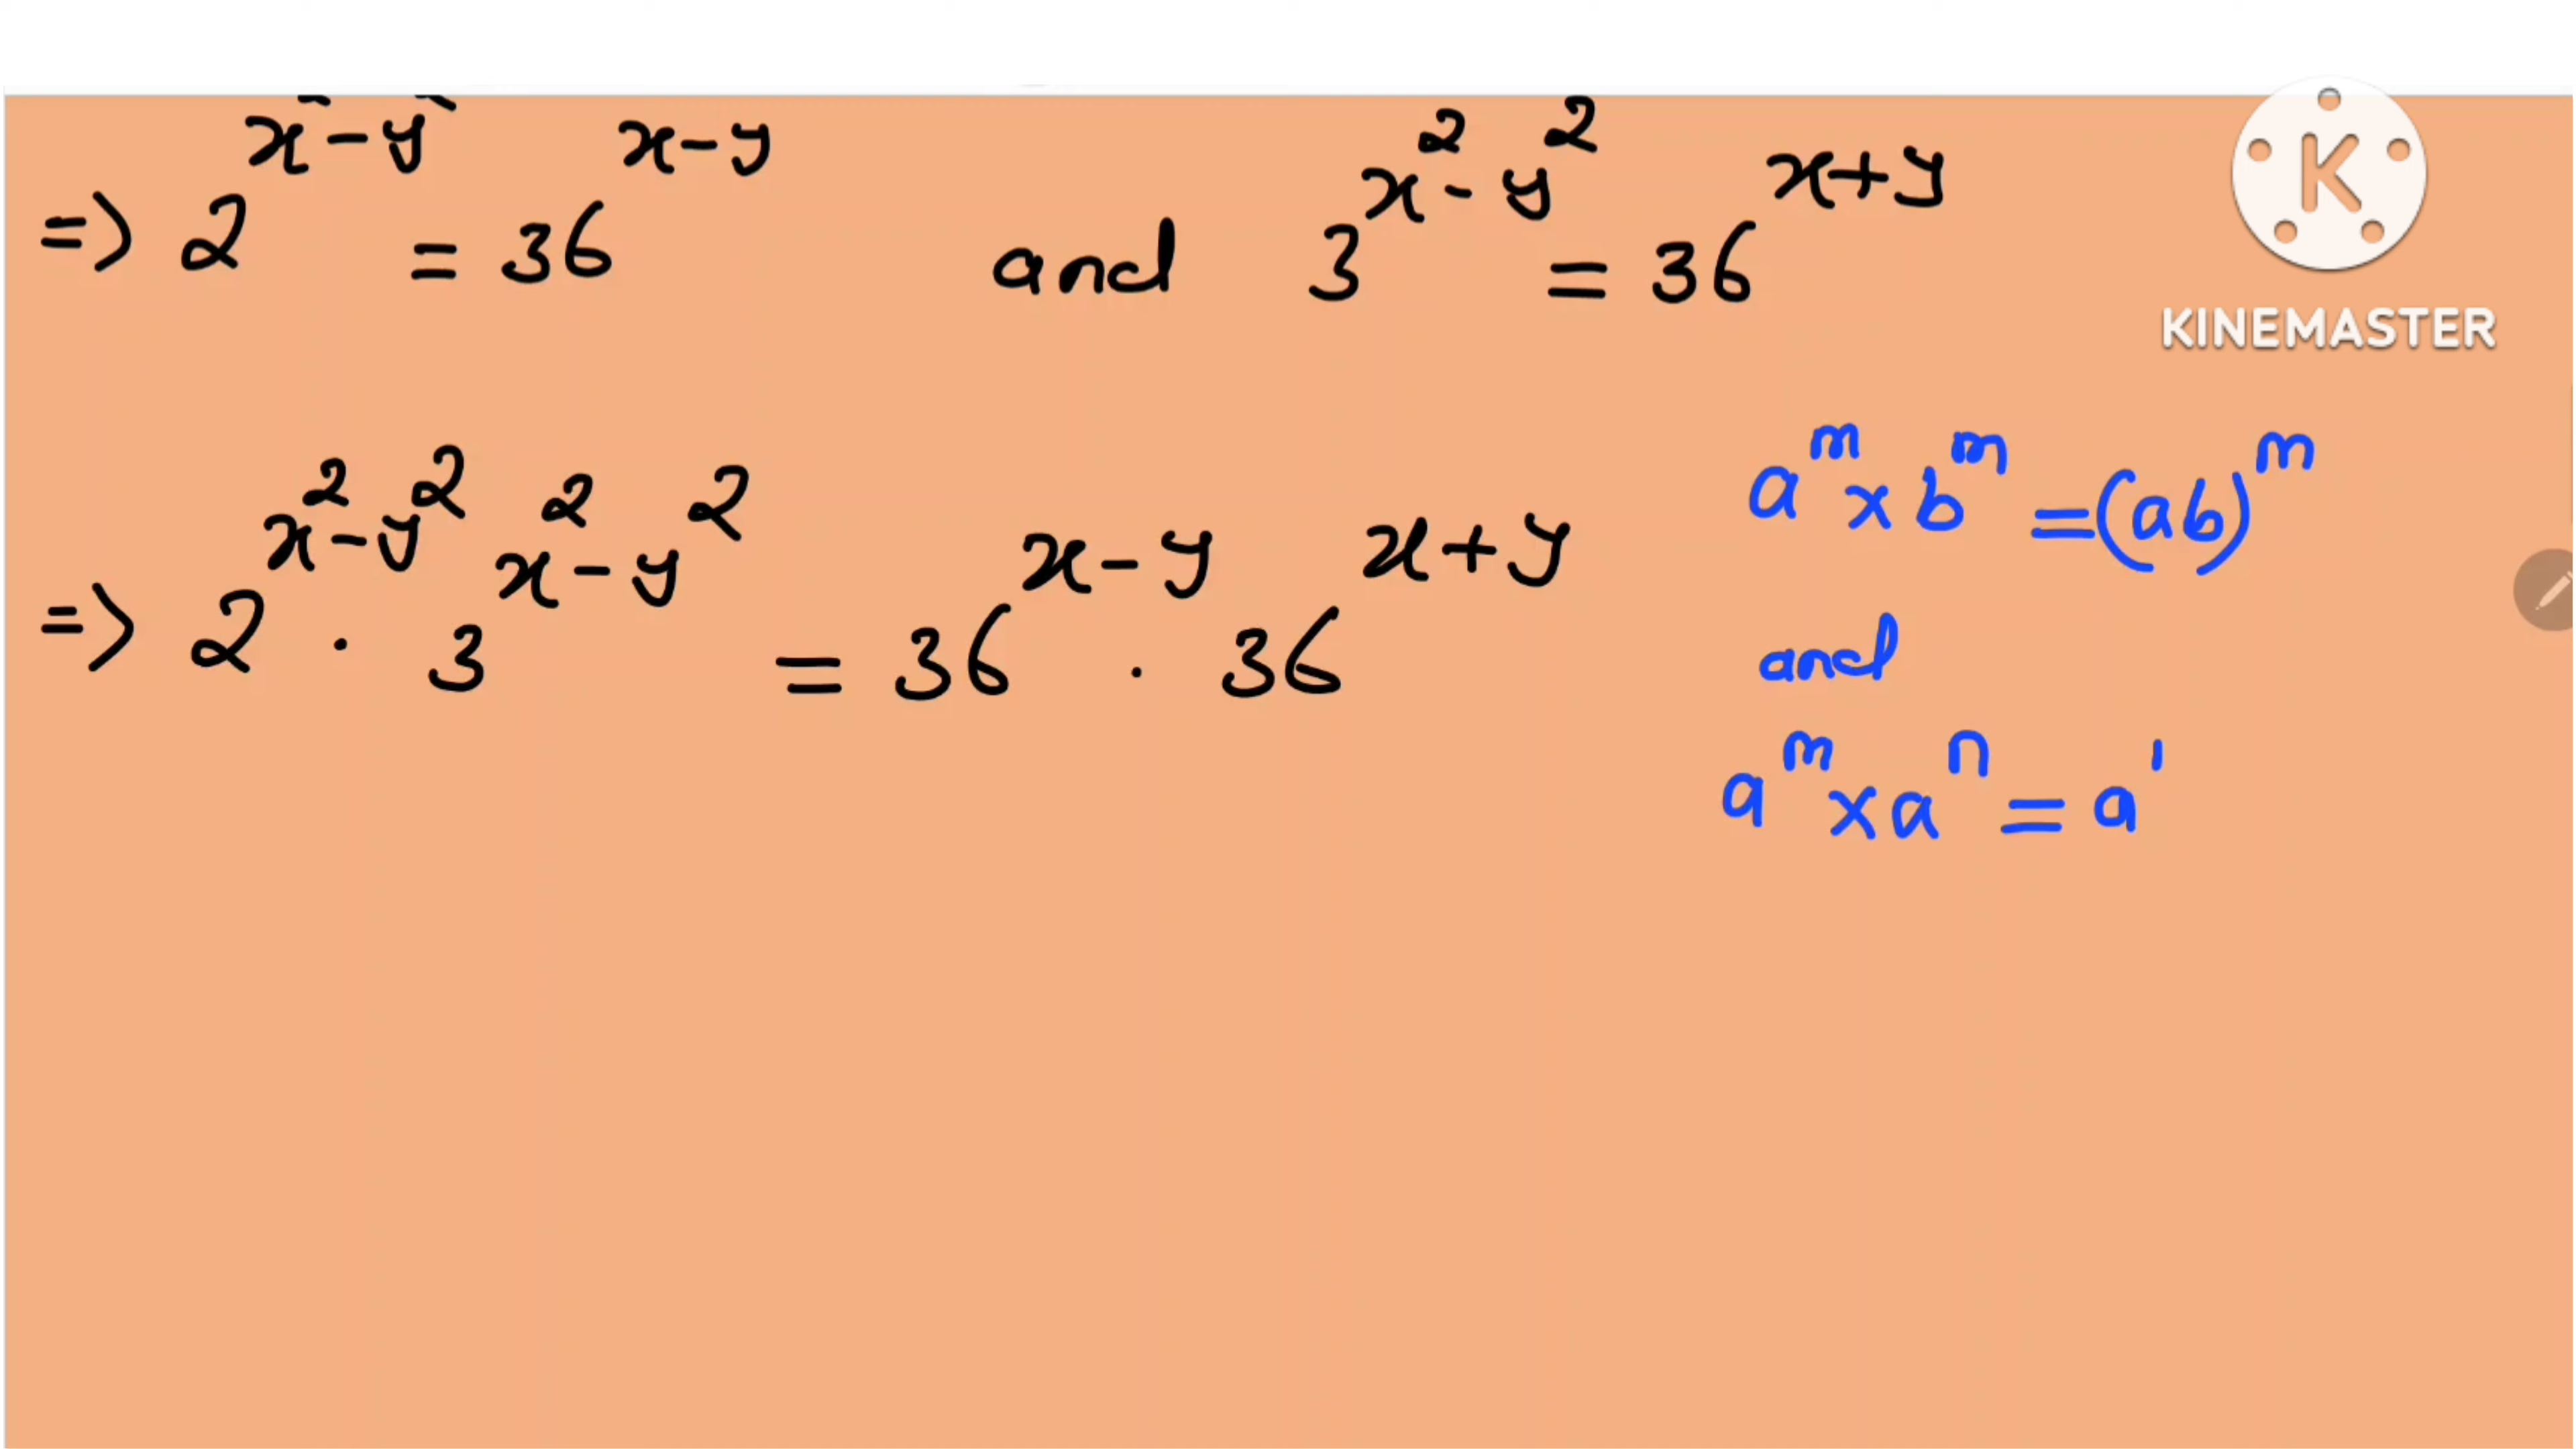 ⇒ 2^{x²-y²} = 36^{x-y} and 3^{x²-y²} = 36^{x+y}
KINEMASTER
⇒ 2^{x²-y²} · 3^{x²-y²} = 36^{x-y} · 36^{x+y}
a^m × b^m = (ab)^m
and
a^m × a^n = a